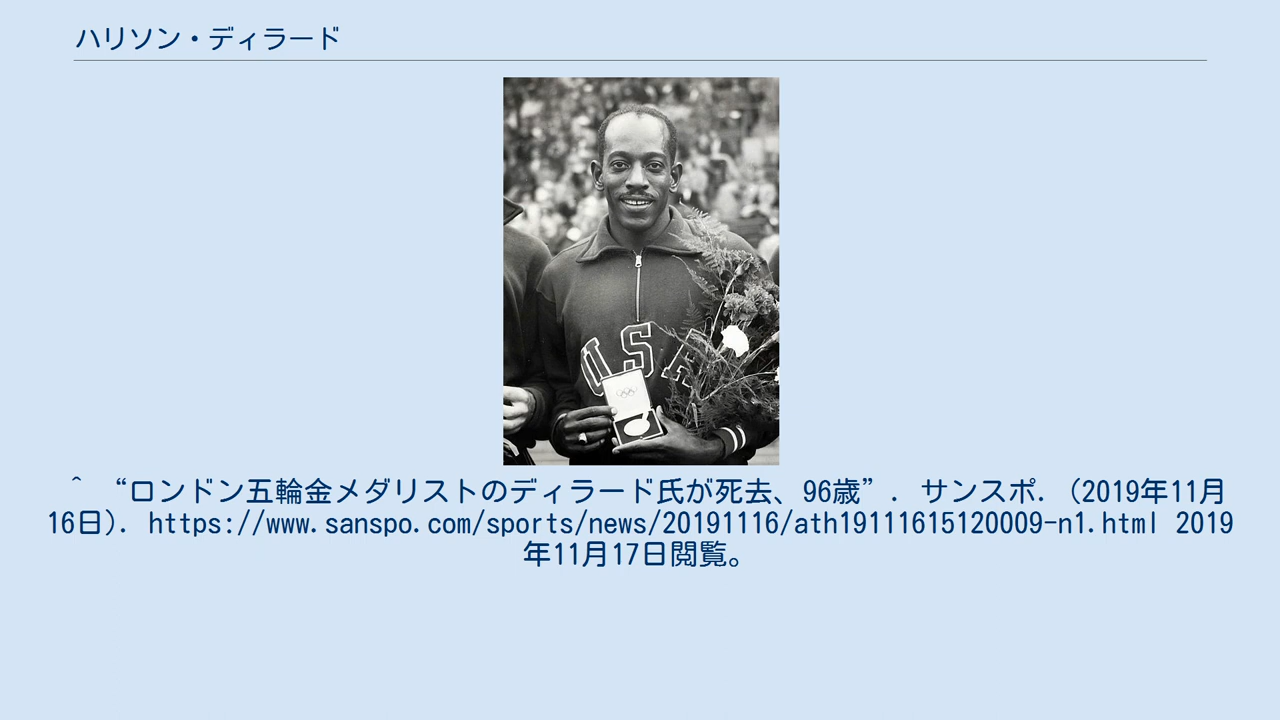 ハリソン・ディラード
USA
^ “ロンドン五輪金メダリストのディラード氏が死去、96歳”. サンスポ. (2019年11月
16日). https://www.sanspo.com/sports/news/20191116/ath19111615120009-n1.html 2019
年11月17日閲覧。